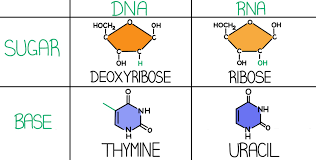 DNA RNA
SUGAR
HOCH₂ O OH
C C
C C
OH H
HOCH₂ O OH
C C
C C
OH OH
DEOXYRIBOSE RIBOSE
BASE
O
NH
N
H
O
O
NH
N
H
O
THYMINE URACIL